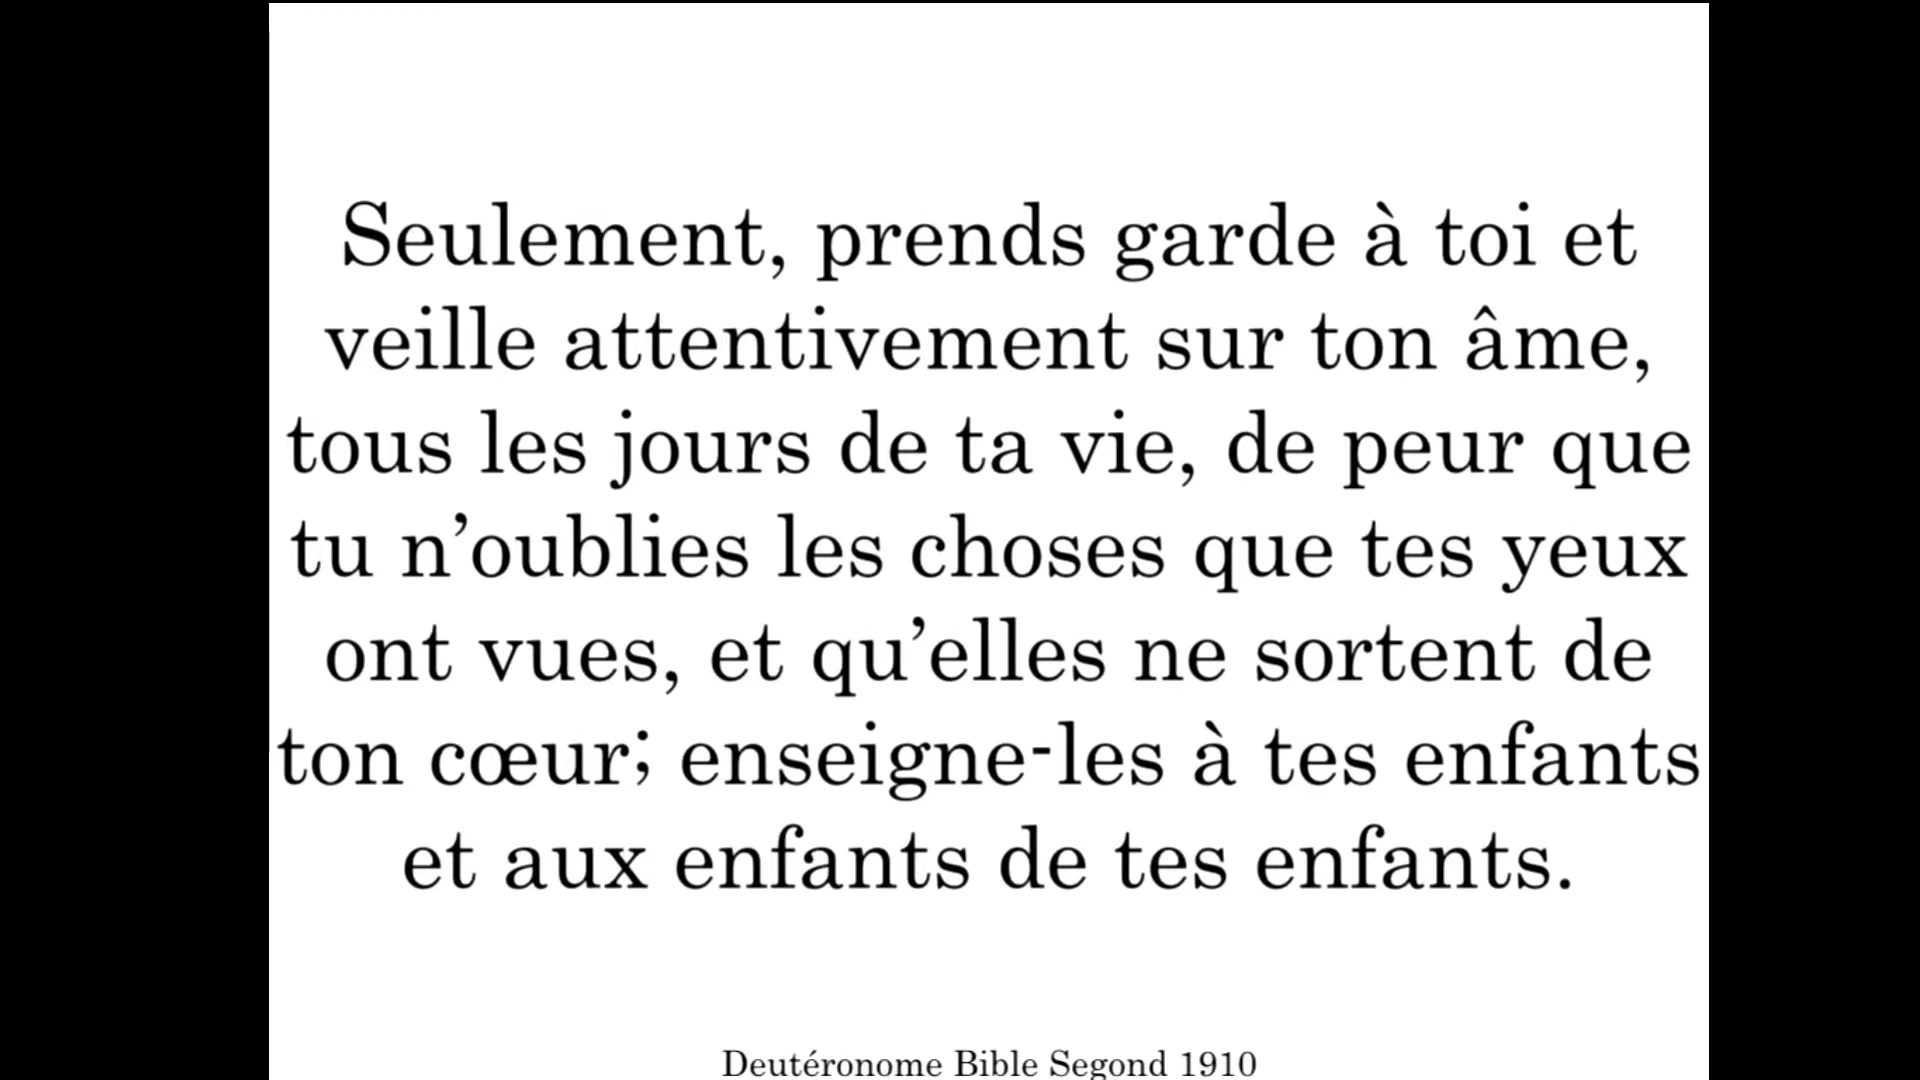 Seulement, prends garde à toi et
veille attentivement sur ton âme,
tous les jours de ta vie, de peur que
tu n’oublies les choses que tes yeux
ont vues, et qu’elles ne sortent de
ton cœur; enseigne-les à tes enfants
et aux enfants de tes enfants.
Deutéronome Bible Segond 1910